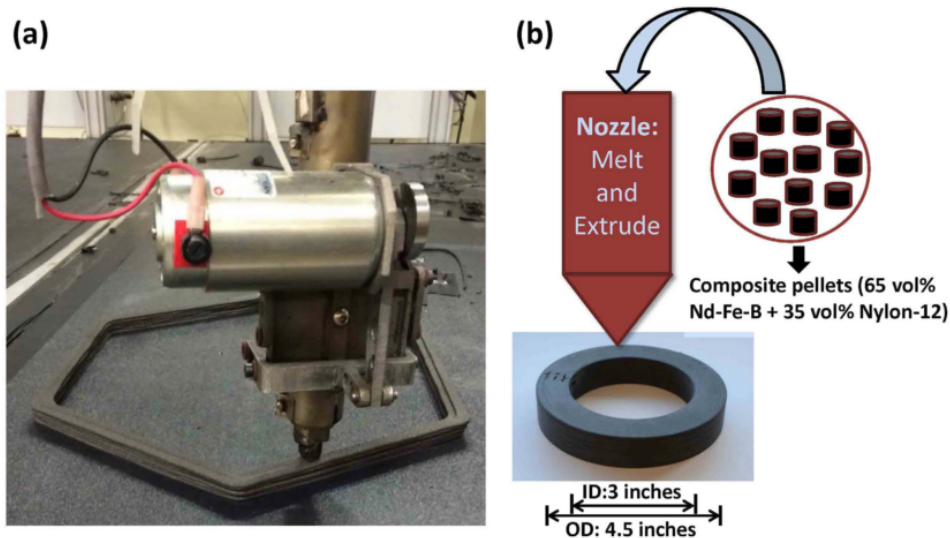 (a)
(b)
Nozzle:
Melt
and
Extrude
Composite pellets (65 vol%
Nd-Fe-B + 35 vol% Nylon-12)
ID:3 inches
OD: 4.5 inches